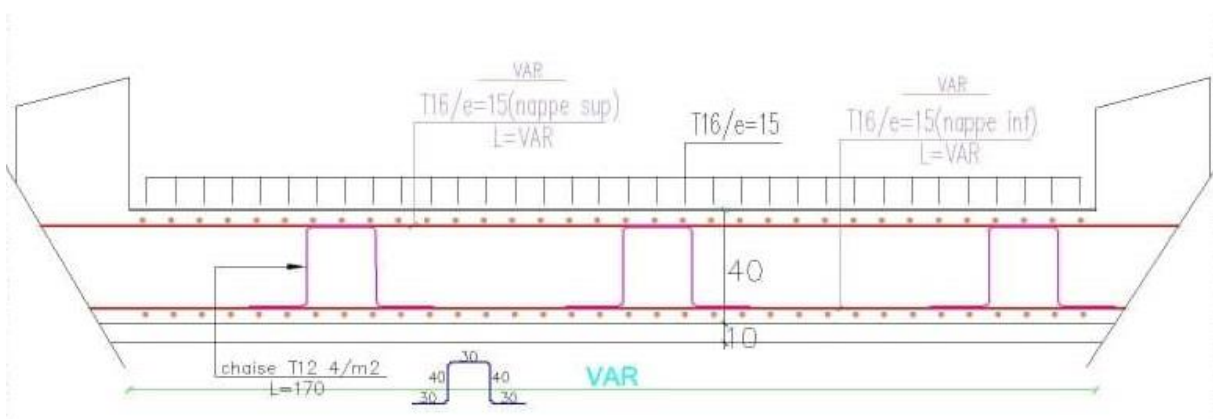 VAR
T16/e=15(nappe sup)
L=VAR
T16/e=15
VAR
T16/e=15(nappe inf)
L=VAR
40
10
chaise T12 4/m2
L=170
30
40 40
30 30
VAR